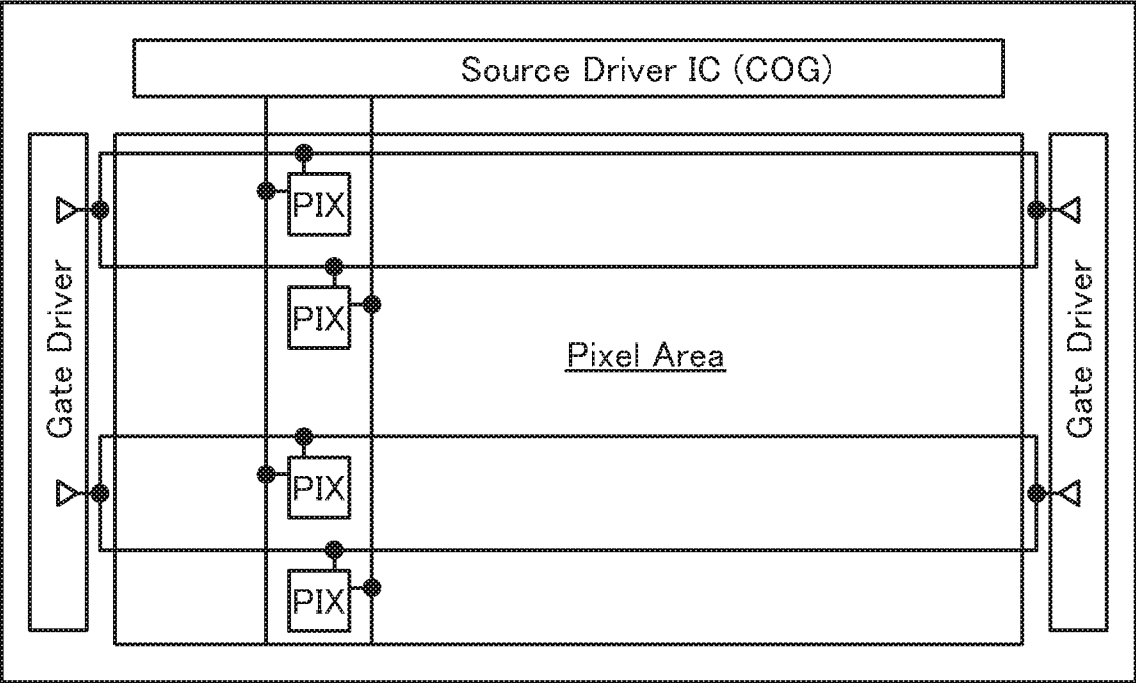 Source Driver IC (COG)
PIX
PIX
Gate Driver
Pixel Area
Gate Driver
PIX
PIX